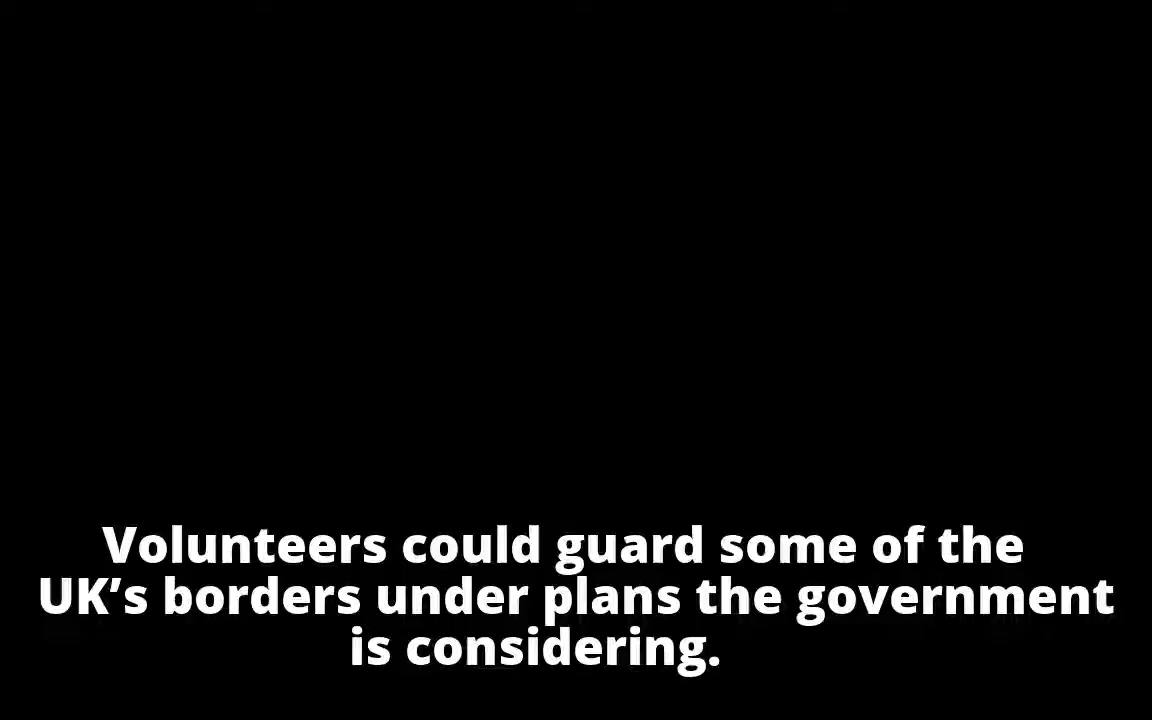 Volunteers could guard some of the
UK’s borders under plans the government
is considering.